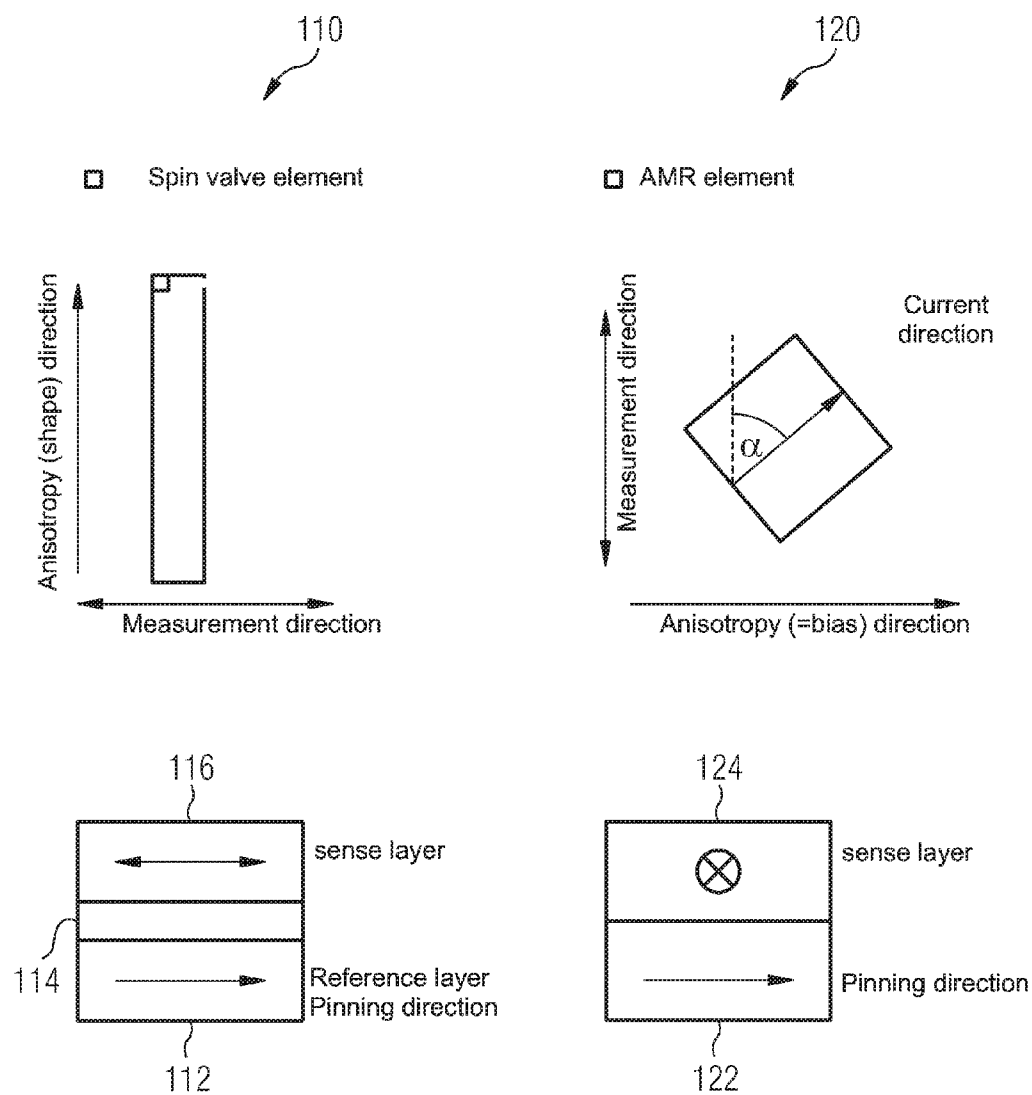 110
120
Spin valve element
AMR element
Anisotropy (shape) direction
Measurement direction
Measurement direction
Current
direction
α
Anisotropy (=bias) direction
116
sense layer
114
Reference layer
Pinning direction
112
124
sense layer
Pinning direction
122